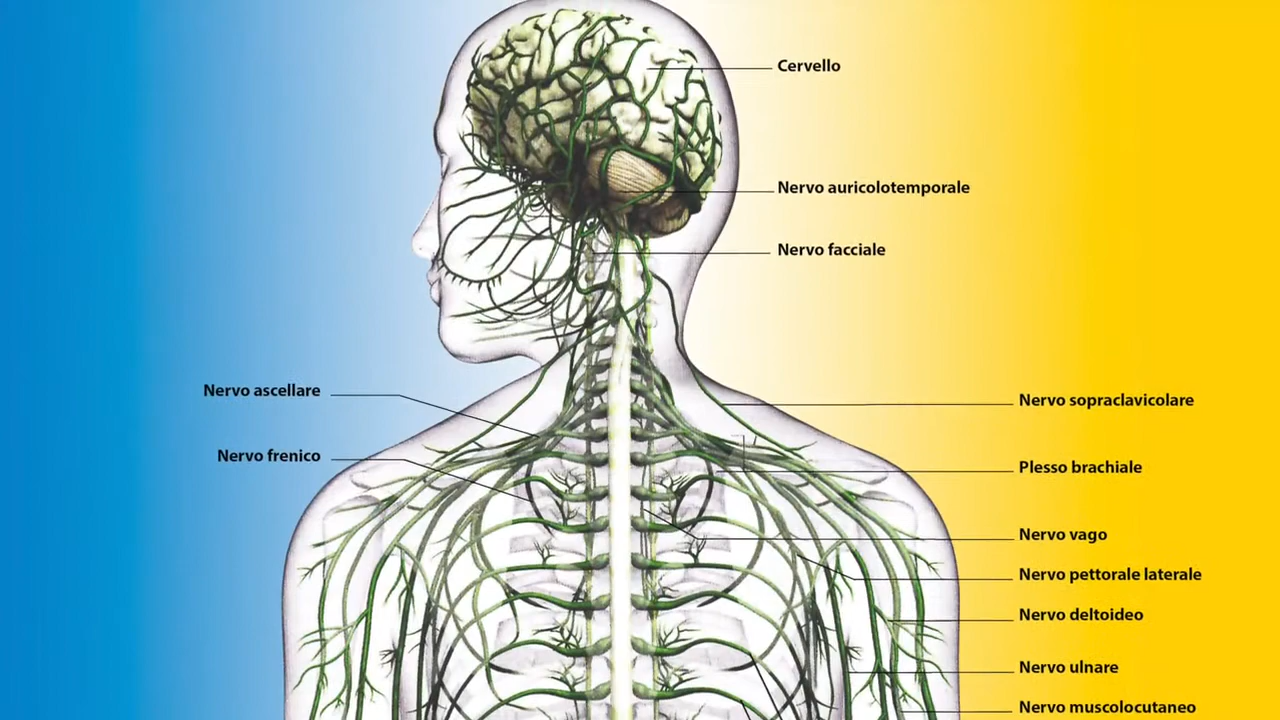 Cervello
Nervo auricolotemporale
Nervo facciale
Nervo ascellare
Nervo frenico
Nervo sopraclavicolare
Plesso brachiale
Nervo vago
Nervo pettorale laterale
Nervo deltoideo
Nervo ulnare
Nervo muscolocutaneo